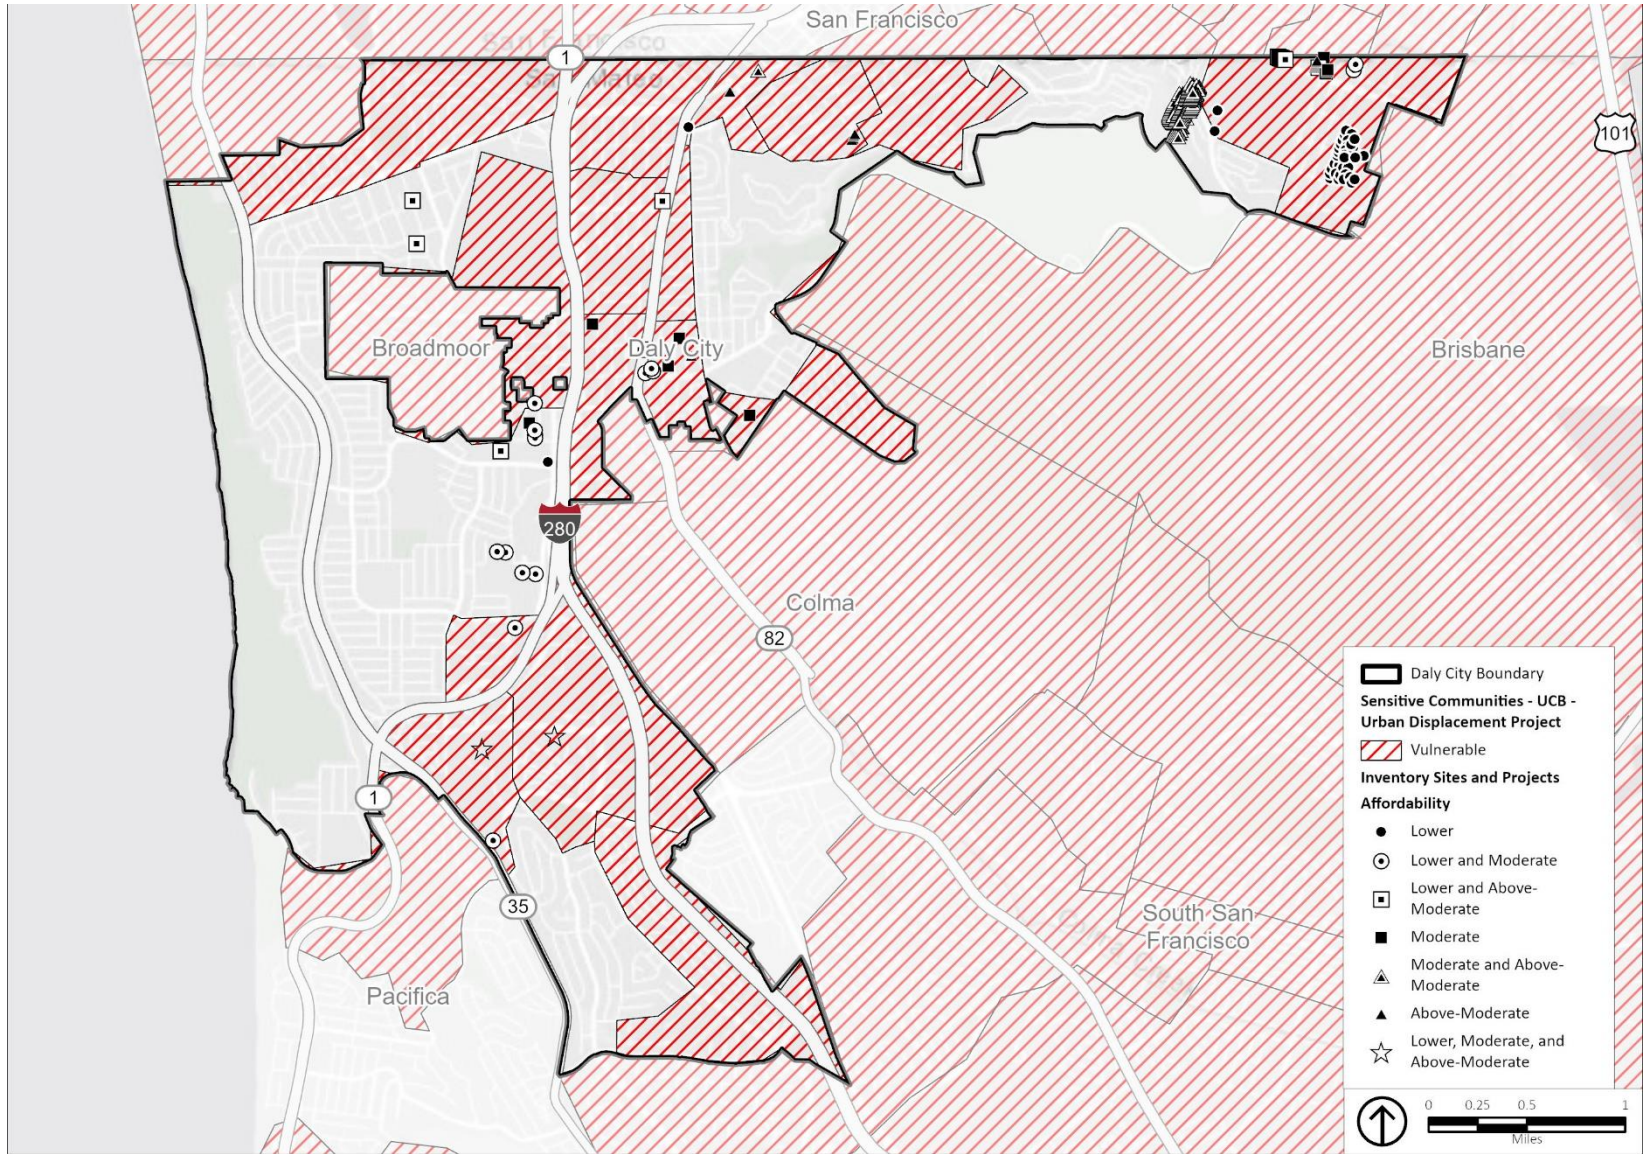 San Francisco
San Francisco
San Mateo
1
101
Broadmoor
Daly City
Brisbane
280
Colma
82
1
35
South San
Francisco
Pacifica
Daly City Boundary
Sensitive Communities - UCB -
Urban Displacement Project
Vulnerable
Inventory Sites and Projects
Affordability
Lower
Lower and Moderate
Lower and Above-
Moderate
Moderate
Moderate and Above-
Moderate
Above-Moderate
Lower, Moderate, and
Above-Moderate
0 0.25 0.5 1
Miles